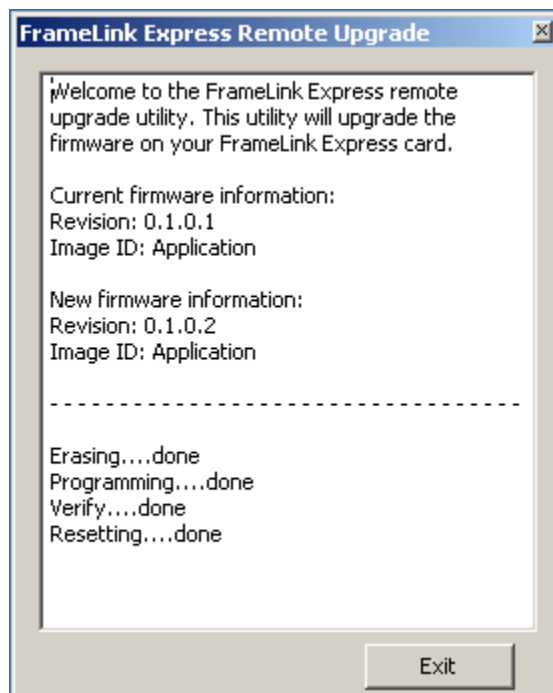 FrameLink Express Remote Upgrade
Welcome to the FrameLink Express remote
upgrade utility. This utility will upgrade the
firmware on your FrameLink Express card.
Current firmware information:
Revision: 0.1.0.1
Image ID: Application
New firmware information:
Revision: 0.1.0.2
Image ID: Application
- - - - - - - - - - - - - - - - - - - - - - - - - - - - - - - - - - -
Erasing....done
Programming....done
Verify....done
Resetting....done
Exit